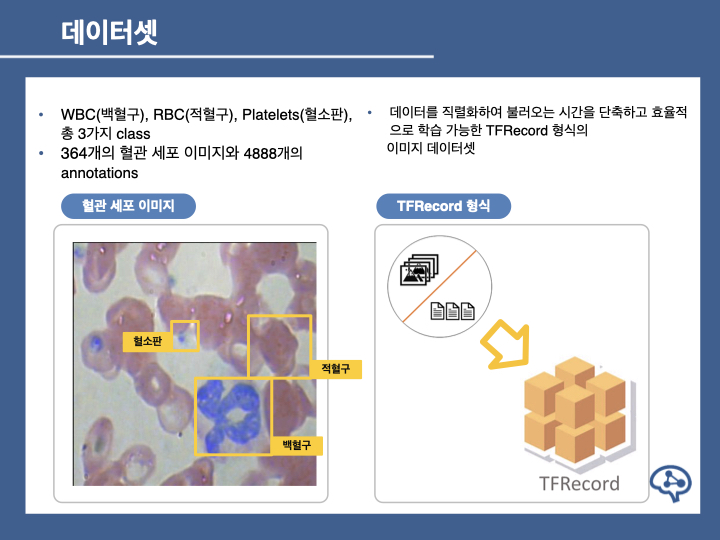 데이터셋
• WBC(백혈구), RBC(적혈구), Platelets(혈소판),
총 3가지 class
• 364개의 혈관 세포 이미지와 4888개의
annotations
• 데이터를 직렬화하여 불러오는 시간을 단축하고 효율적
으로 학습 가능한 TFRecord 형식의
이미지 데이터셋
혈관 세포 이미지
TFRecord 형식
혈소판
적혈구
백혈구
TFRecord